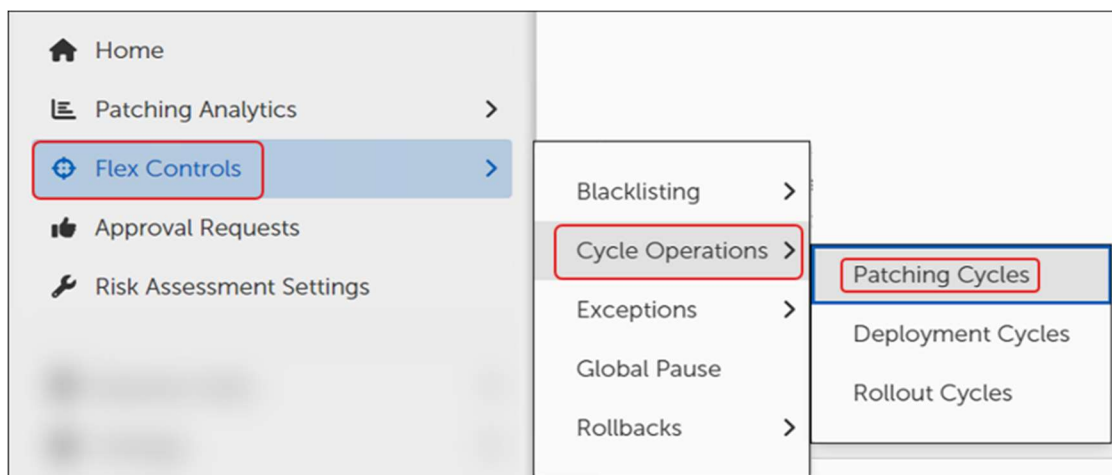 Home
Patching Analytics
Flex Controls
Approval Requests
Risk Assessment Settings
Blacklisting
Cycle Operations
Exceptions
Global Pause
Rollbacks
Patching Cycles
Deployment Cycles
Rollout Cycles